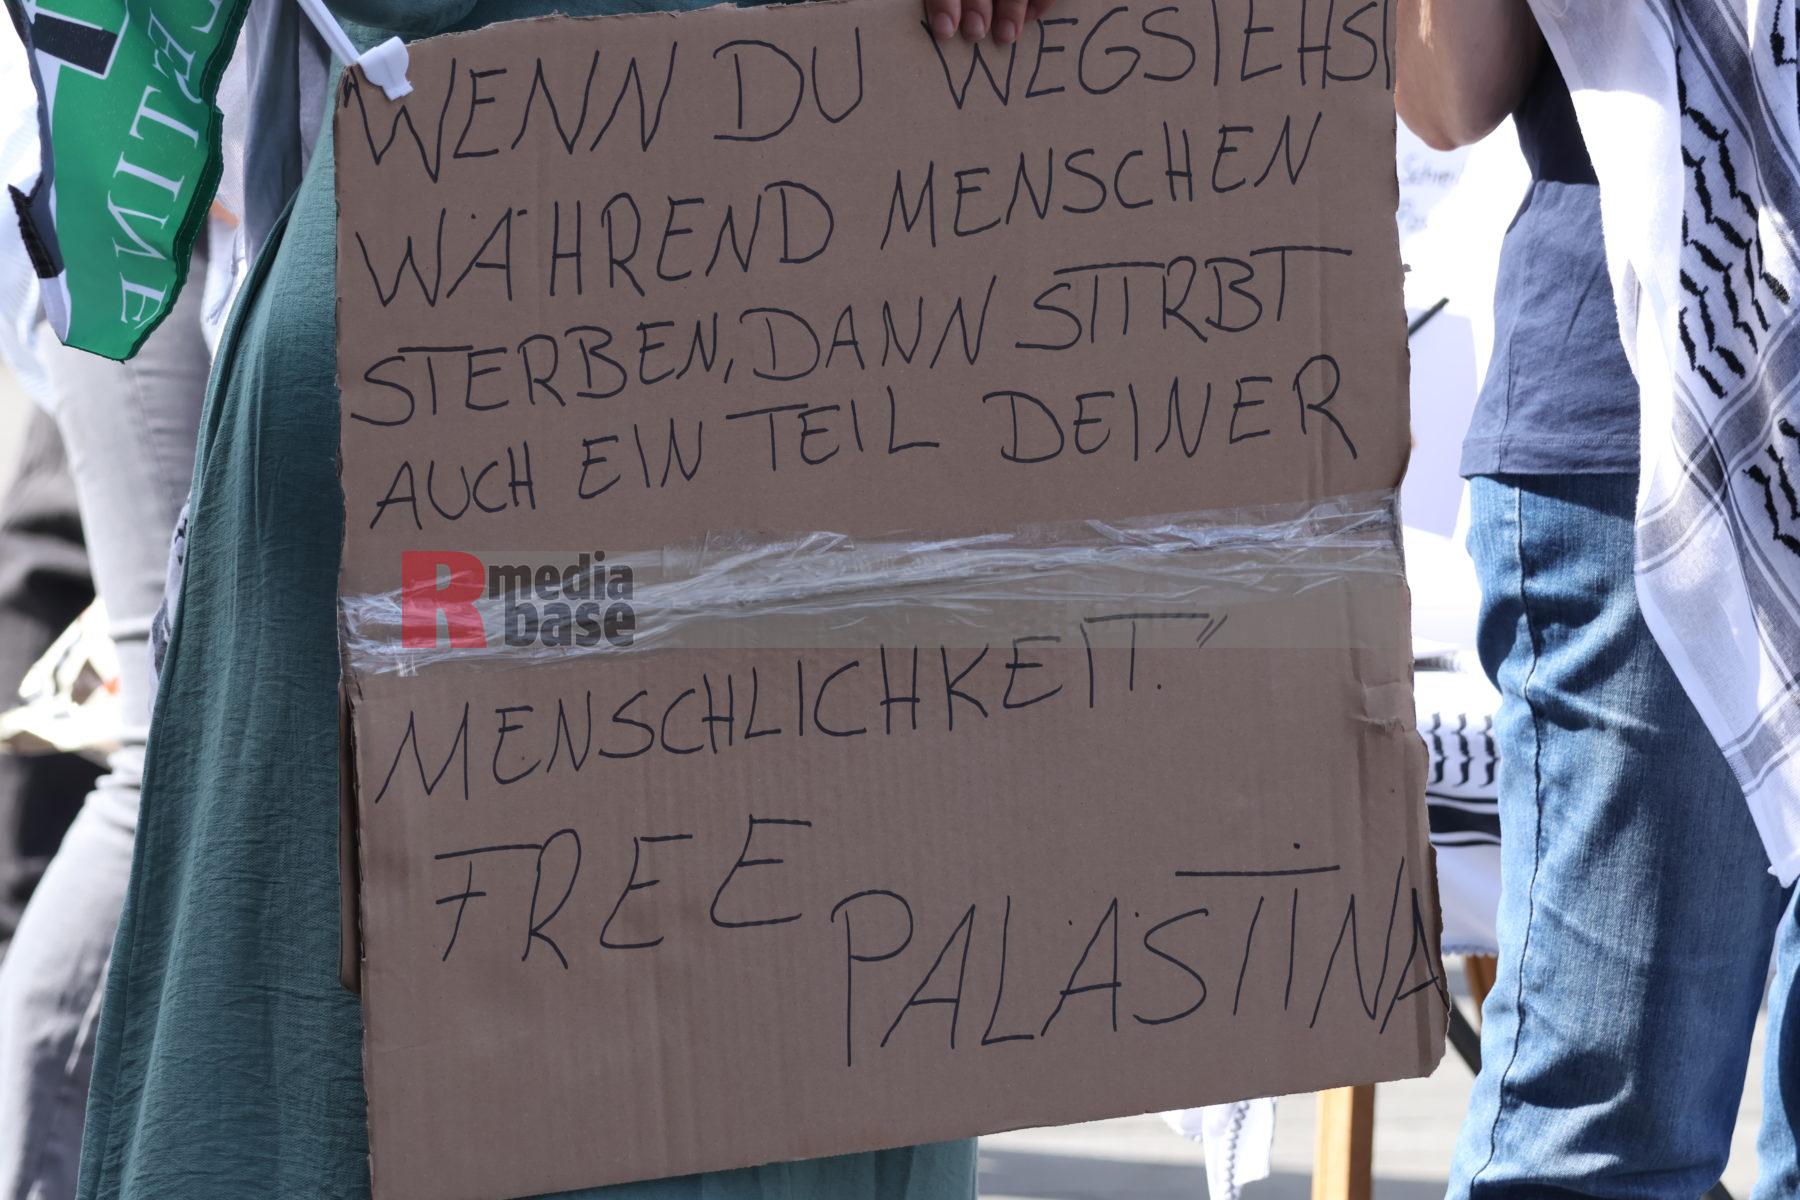 WENN DU WEGSIEHST
WÄHREND MENSCHEN
STERBEN, DANN STIRBT
AUCH EIN TEIL DEINER
MENSCHLICHKEIT."
FREE
PALÄSTINA
R media
base